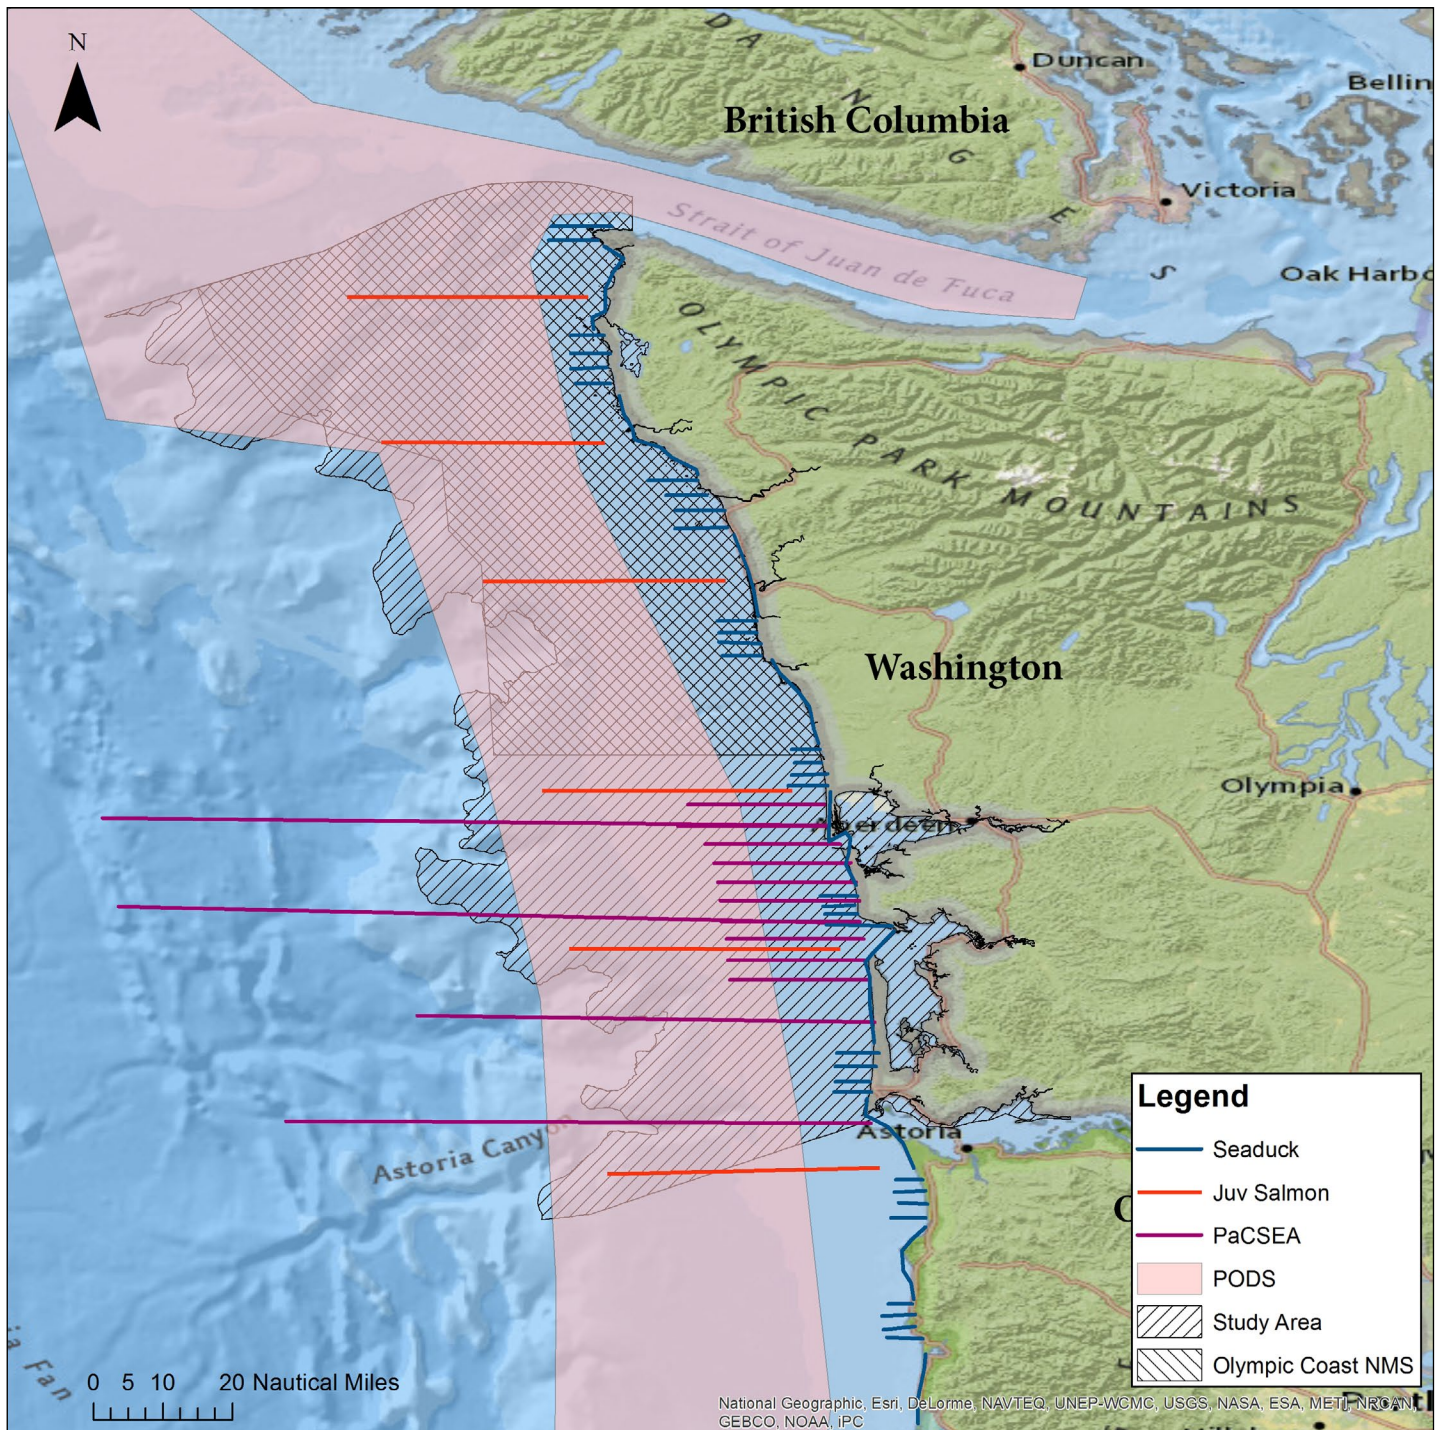 N
D A N G E S
Duncan
Bellin
British Columbia
Victoria
Strait of Juan de Fuca
Oak Harbo
OLYMPIC PARK MOUNTAINS
Washington
Olympia
Aberdeen
Astoria
Astoria Canyon
ia Fan
Legend
Seaduck
Juv Salmon
PaCSEA
PODS
Study Area
Olympic Coast NMS
O
0 5 10 20 Nautical Miles
National Geographic, Esri, DeLorme, NAVTEQ, UNEP-WCMC, USGS, NASA, ESA, METI, NRCAN,
GEBCO, NOAA, iPC